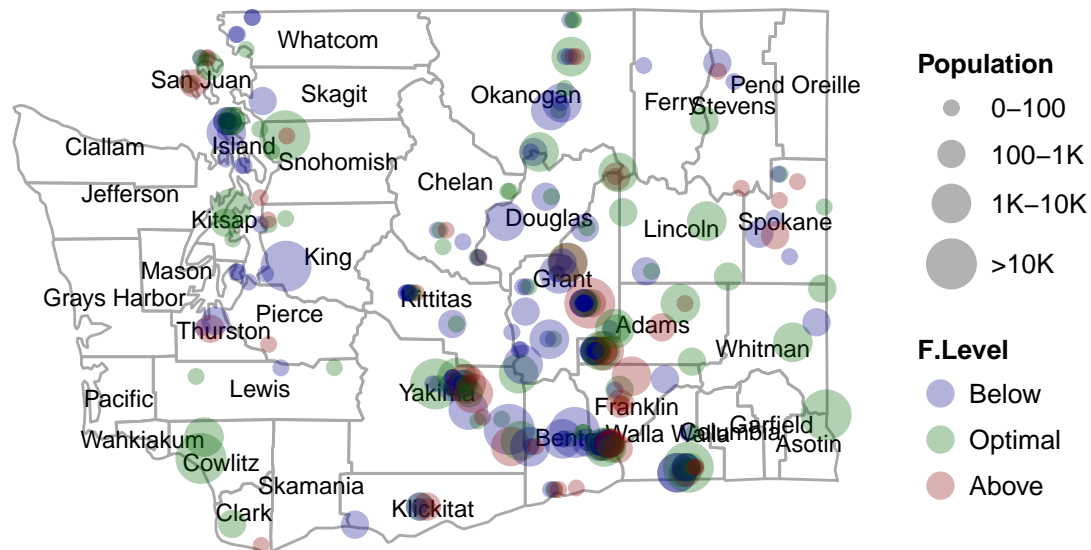 Whatcom
San Juan
Skagit
Okanogan
Ferry
Stevens
Pend Oreille
Clallam
Island
Snohomish
Chelan
Jefferson
Kitsap
Douglas
Lincoln
Spokane
King
Mason
Grays Harbor
Grant
Kittitas
Pierce
Thurston
Adams
Whitman
Pacific
Lewis
Yakima
Franklin
Garfield
Wahkiakum
Cowlitz
Benton
Walla Walla
Columbia
Asotin
Skamania
Klickitat
Clark
Population
0–100
100–1K
1K–10K
>10K
F.Level
Below
Optimal
Above